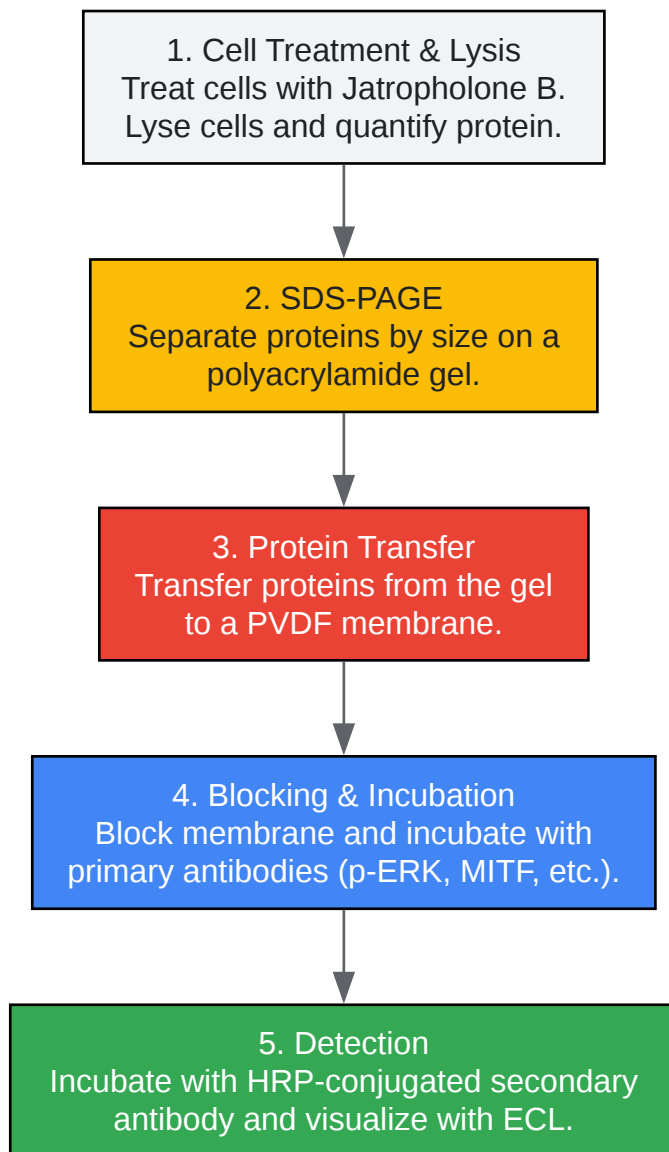 1. Cell Treatment & Lysis
Treat cells with Jatropholone B.
Lyse cells and quantify protein.
2. SDS-PAGE
Separate proteins by size on a
polyacrylamide gel.
3. Protein Transfer
Transfer proteins from the gel
to a PVDF membrane.
4. Blocking & Incubation
Block membrane and incubate with
primary antibodies (p-ERK, MITF, etc.).
5. Detection
Incubate with HRP-conjugated secondary
antibody and visualize with ECL.